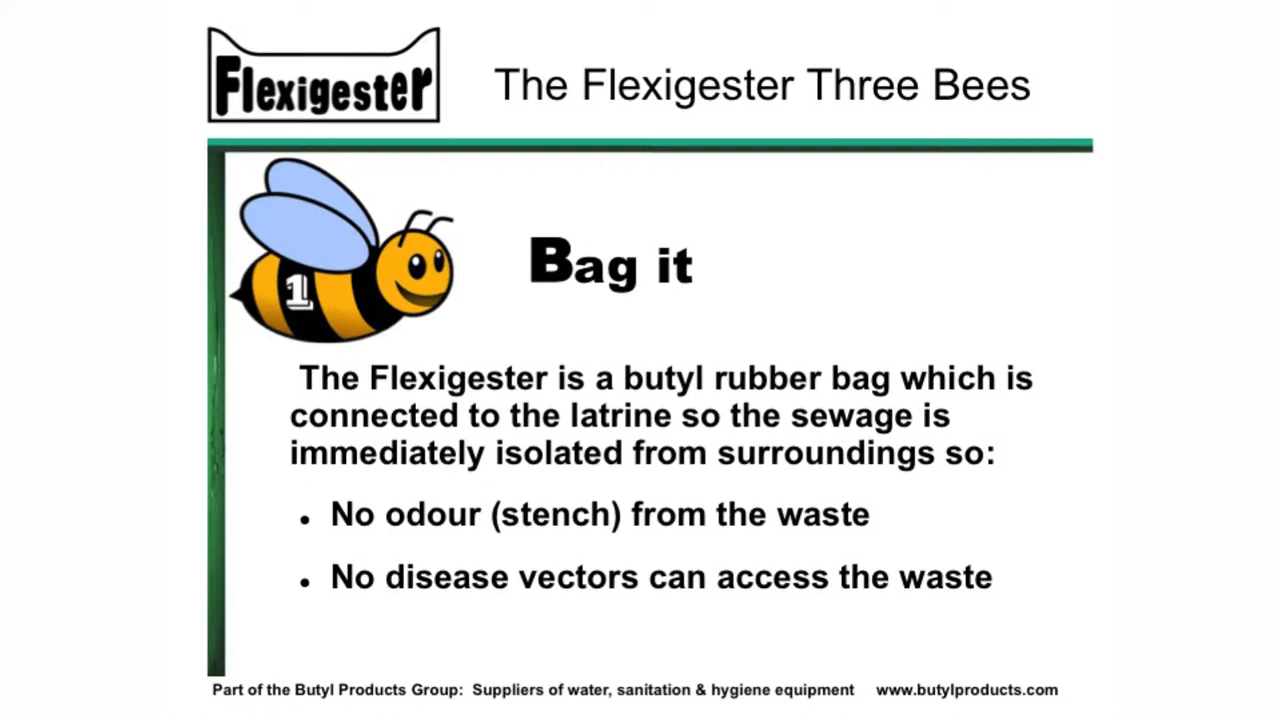 Flexigester
The Flexigester Three Bees
1
Bag it
The Flexigester is a butyl rubber bag which is
connected to the latrine so the sewage is
immediately isolated from surroundings so:
• No odour (stench) from the waste
• No disease vectors can access the waste
Part of the Butyl Products Group: Suppliers of water, sanitation & hygiene equipment www.butylproducts.com